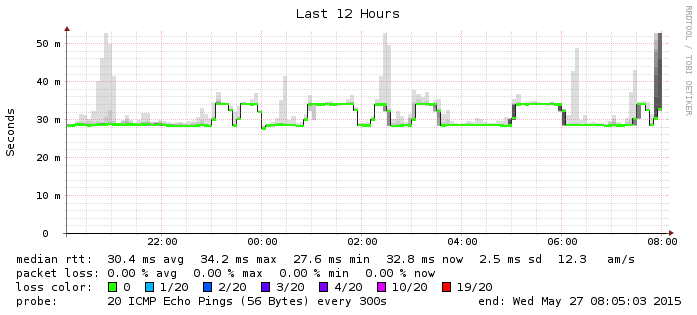 Last 12 Hours
RRDTOOL / TOBI OETIKER
Seconds
50 m
40 m
30 m
20 m
10 m
0
22:00 00:00 02:00 04:00 06:00 08:00
median rtt: 30.4 ms avg 34.2 ms max 27.6 ms min 32.8 ms now 2.5 ms sd 12.3 am/s
packet loss: 0.00 % avg 0.00 % max 0.00 % min 0.00 % now
loss color: 0 1/20 2/20 3/20 4/20 10/20 19/20
probe: 20 ICMP Echo Pings (56 Bytes) every 300s end: Wed May 27 08:05:03 2015